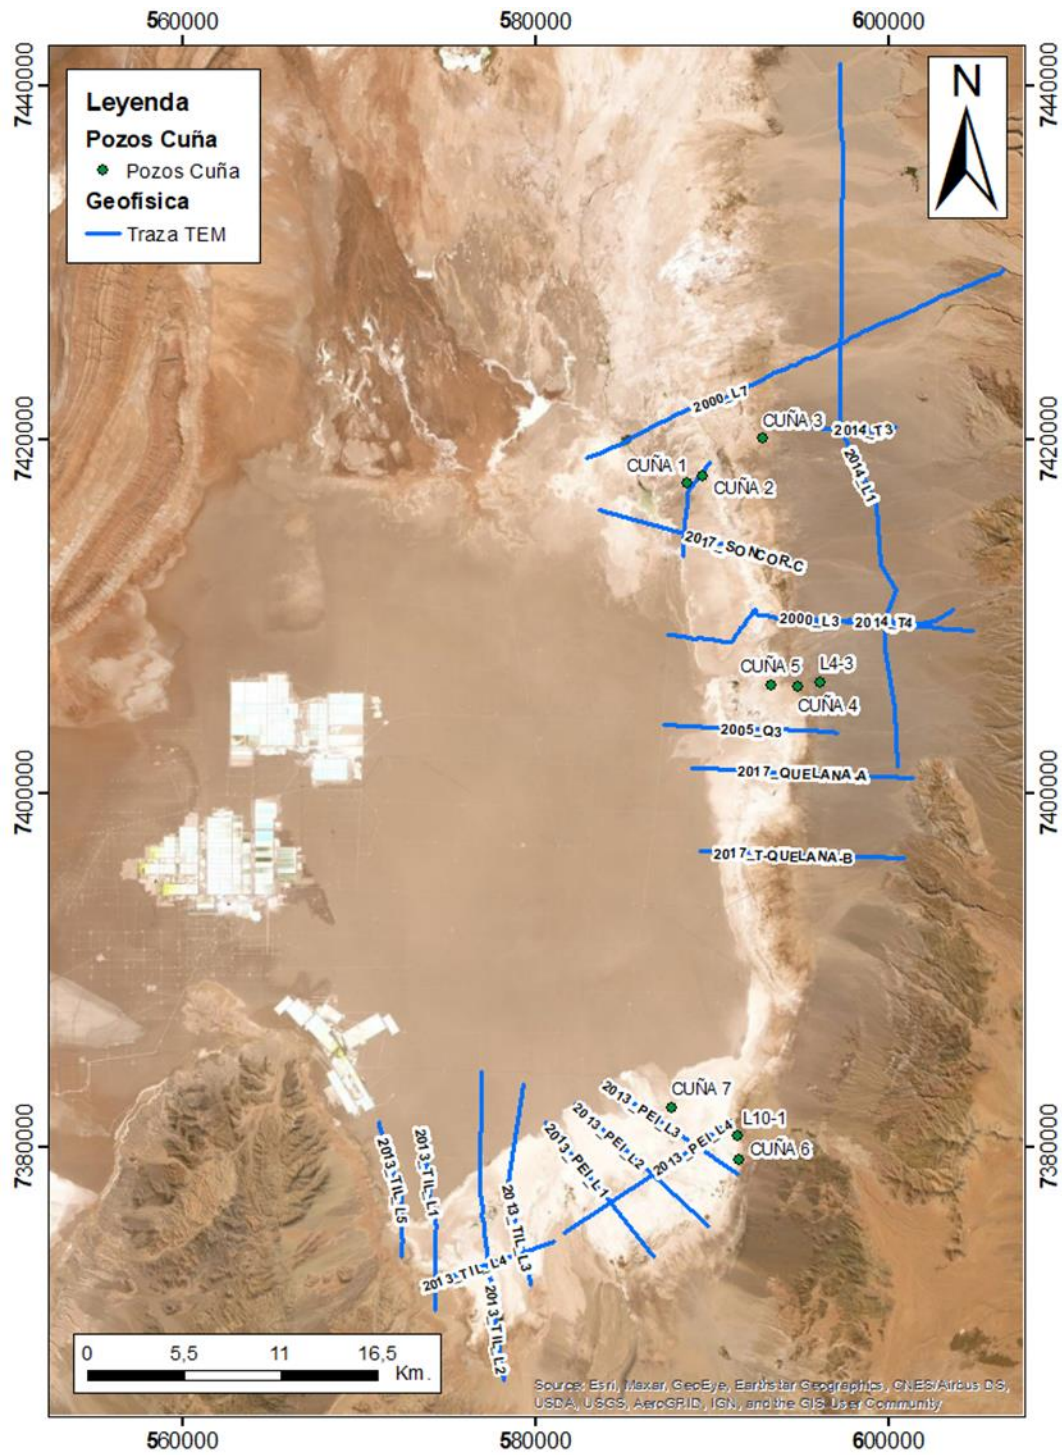 560000 580000 600000
7440000 7440000
Leyenda
Pozos Cuña
Pozos Cuña
Geofísica
Traza TEM
N
2000_L7
7420000 7420000
CUÑA 3
2014_T3
CUÑA 1
CUÑA 2
2014_L1
2017_SONCOR-C
2000_L3 2014_T4
CUÑA 5 L4-3
CUÑA 4
2005_Q3
7400000 7400000
2017_QUELANA-A
2017_T-QUELANA-B
CUÑA 7
2013_PEI_L3
2013_PEI_L2
2013_PEI_L1
2013_PEI_L4
L10-1
CUÑA 6
7380000 7380000
2013_TIL_L5
2013_TIL_L1
2013_TIL_L3
2013_TIL_L4
2013_TIL_L2
0 5,5 11 16,5
Km.
Source: Esri, Maxar, GeoEye, Earthstar Geographics, CNES/Airbus DS,
USDA, USGS, AeroGRID, IGN, and the GIS User Community
560000 580000 600000